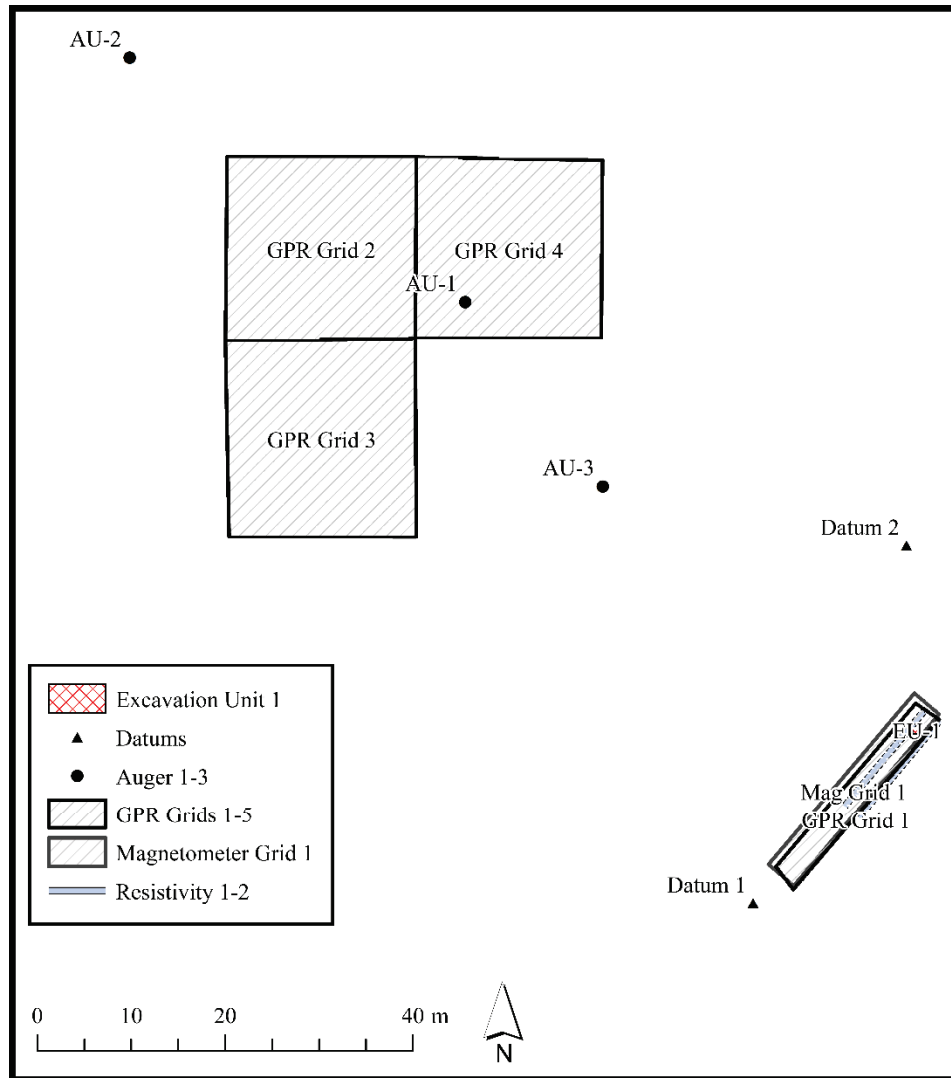 AU-2
GPR Grid 2
GPR Grid 4
AU-1
GPR Grid 3
AU-3
Datum 2
EU-1
Mag Grid 1
GPR Grid 1
Datum 1
Excavation Unit 1
Datums
Auger 1-3
GPR Grids 1-5
Magnetometer Grid 1
Resistivity 1-2
0 10 20 40 m
N